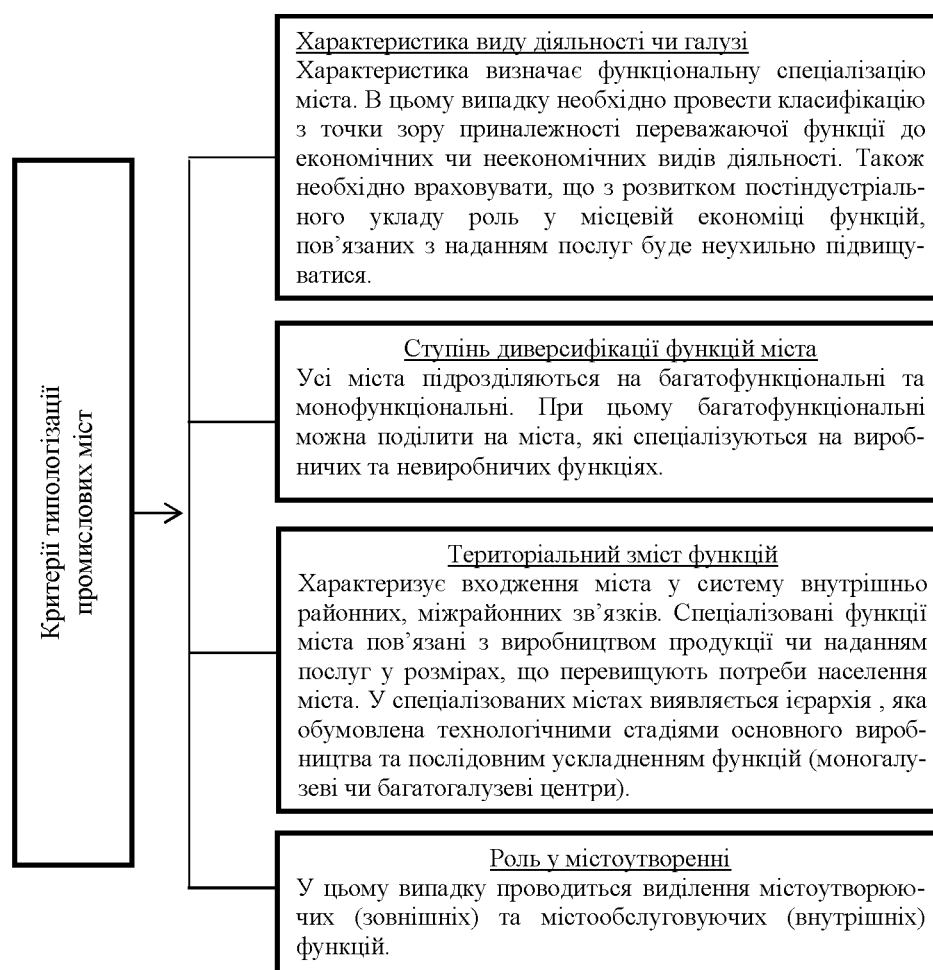 Критерії типологізації
промислових міст
Характеристика виду діяльності чи галузі
Характеристика визначає функціональну спеціалізацію
міста. В цьому випадку необхідно провести класифікацію
з точки зору приналежності переважаючої функції до
економічних чи неекономічних видів діяльності. Також
необхідно враховувати, що з розвитком постіндустріаль-
ного укладу роль у місцевій економіці функцій,
пов’язаних з наданням послуг буде неухильно підвищу-
ватися.
Ступінь диверсифікації функцій міста
Усі міста підрозділяються на багатофункціональні та
монофункціональні. При цьому багатофункціональні
можна поділити на міста, які спеціалізуються на вироб-
ничих та невиробничих функціях.
Територіальний зміст функцій
Характеризує входження міста у систему внутрішньо
районних, міжрайонних зв’язків. Спеціалізовані функції
міста пов’язані з виробництвом продукції чи наданням
послуг у розмірах, що перевищують потреби населення
міста. У спеціалізованих містах виявляється ієрархія , яка
обумовлена технологічними стадіями основного вироб-
ництва та послідовним ускладненням функцій (моногалу-
зеві чи багатогалузеві центри).
Роль у містоутворенні
У цьому випадку проводиться виділення містоутворюю-
чих (зовнішніх) та містообслуговуючих (внутрішніх)
функцій.